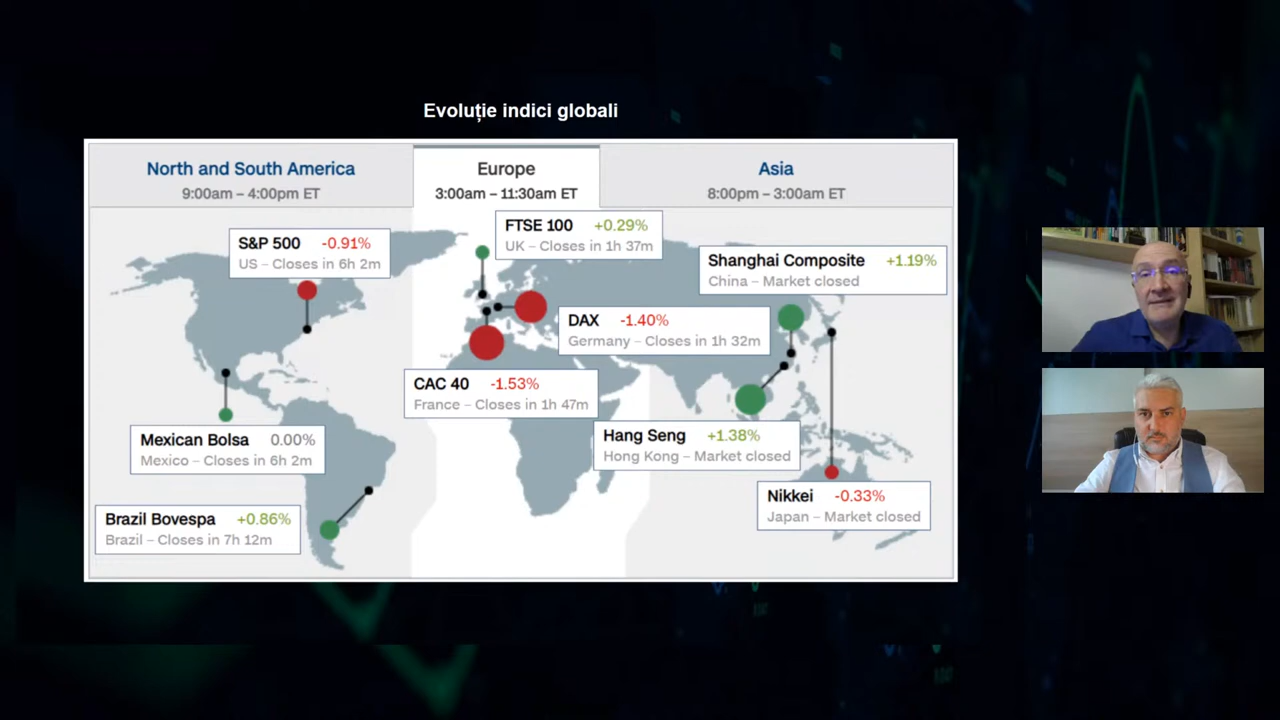 Evoluție indici globali
North and South America
9:00am – 4:00pm ET
Europe
3:00am – 11:30am ET
Asia
8:00pm – 3:00am ET
S&P 500 -0.91%
US – Closes in 6h 2m
FTSE 100 +0.29%
UK – Closes in 1h 37m
Shanghai Composite +1.19%
China – Market closed
DAX -1.40%
Germany – Closes in 1h 32m
CAC 40 -1.53%
France – Closes in 1h 47m
Mexican Bolsa 0.00%
Mexico – Closes in 6h 2m
Hang Seng +1.38%
Hong Kong – Market closed
Nikkei -0.33%
Japan – Market closed
Brazil Bovespa +0.86%
Brazil – Closes in 7h 12m